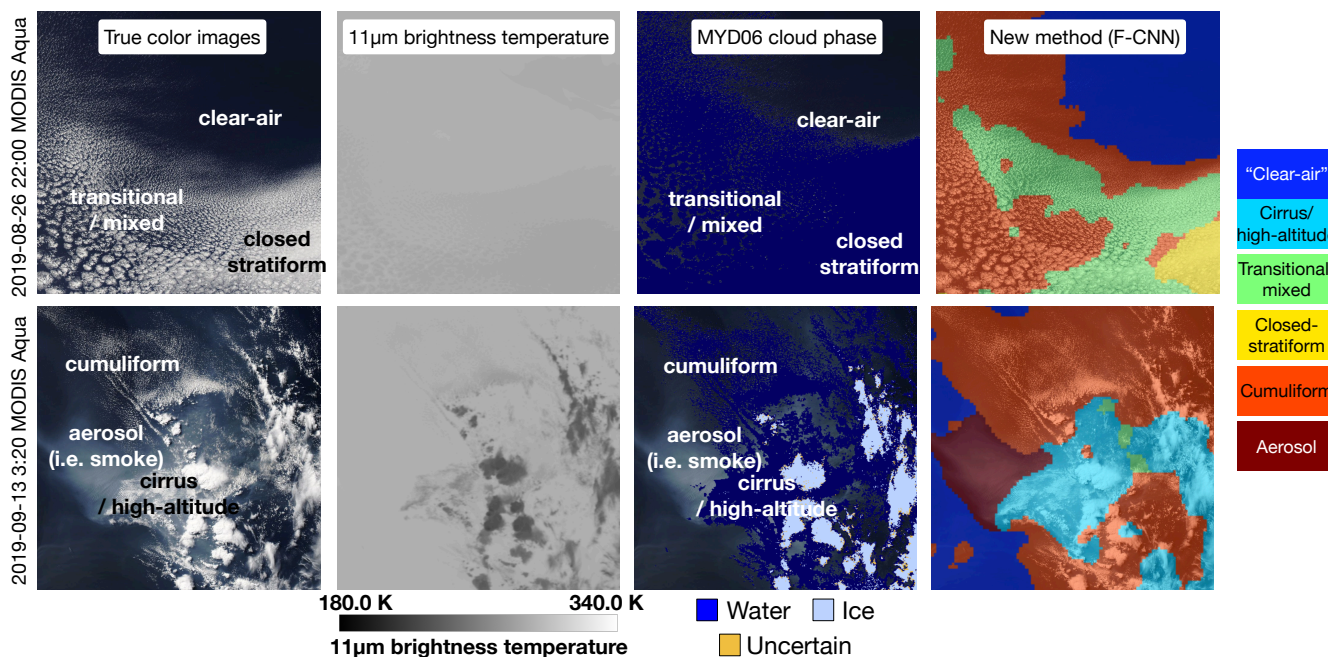 True color images
11µm brightness temperature
MYD06 cloud phase
New method (F-CNN)
2019-08-26 22:00 MODIS Aqua
clear-air
transitional
/ mixed
closed
stratiform
clear-air
transitional
/ mixed
closed
stratiform
2019-09-13 3:20 MODIS Aqua
cumuliform
aerosol
(i.e. smoke)
cirrus
/ high-altitude
cumuliform
aerosol
(i.e. smoke)
cirrus
/ high-altitude
"Clear-air"
Cirrus/
high-altitude
Transitional
mixed
Closed-
stratiform
Cumuliform
Aerosol
180.0 K
340.0 K
11µm brightness temperature
Water
Ice
Uncertain